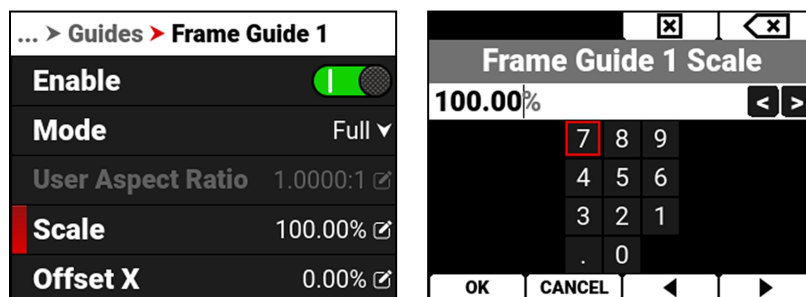 ... > Guides > Frame Guide 1
Enable
Mode Full
User Aspect Ratio 1.0000:1
Scale 100.00%
Offset X 0.00%
Frame Guide 1 Scale
100.00% < >
7 8 9
4 5 6
3 2 1
. 0
OK CANCEL